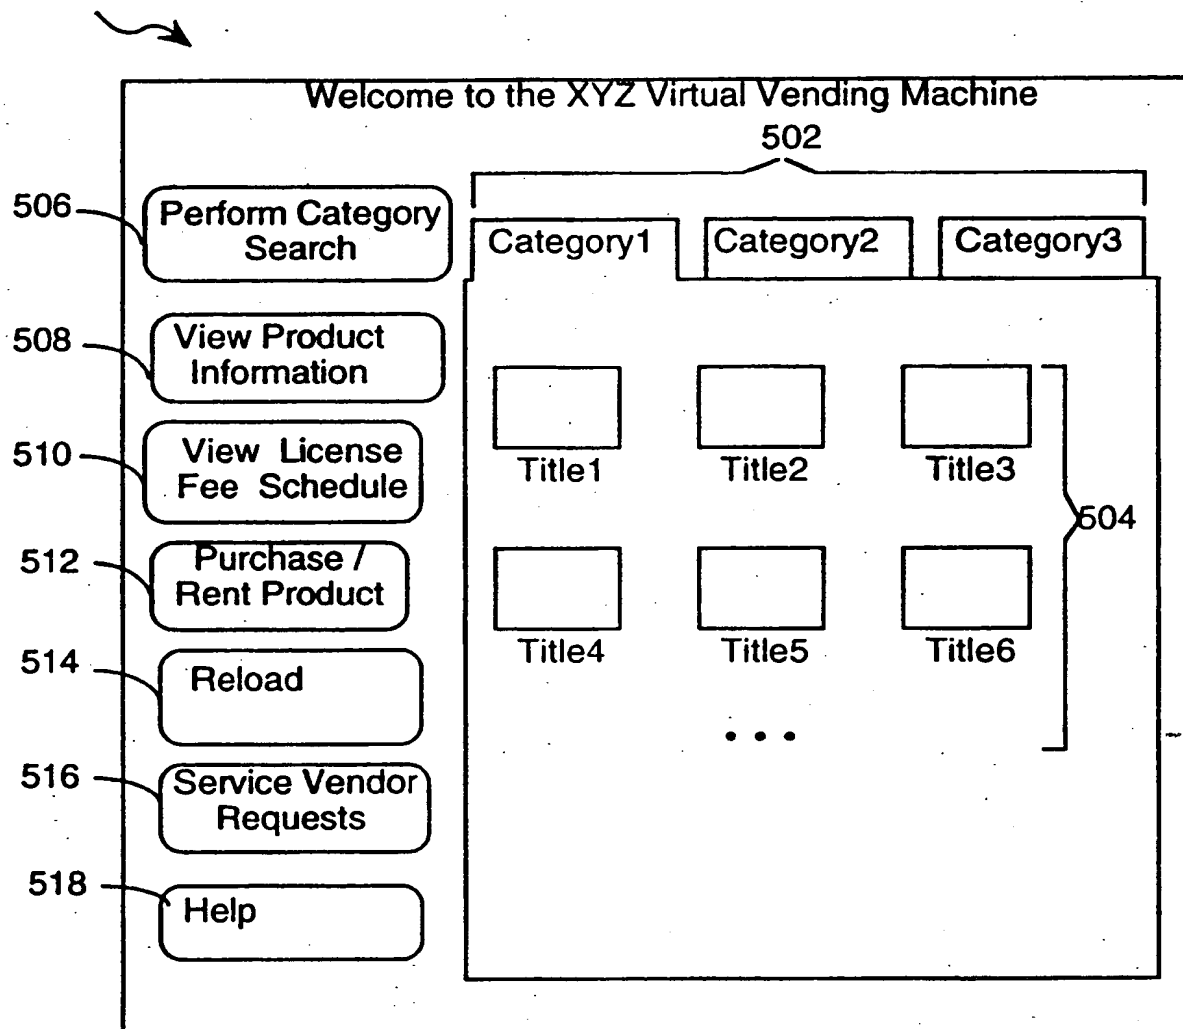 Welcome to the XYZ Virtual Vending Machine
502
506
Perform Category
Search
Category1
Category2
Category3
508
View Product
Information
510
View License
Fee Schedule
Title1
Title2
Title3
504
512
Purchase /
Rent Product
Title4
Title5
Title6
514
Reload
• • •
516
Service Vendor
Requests
518
Help